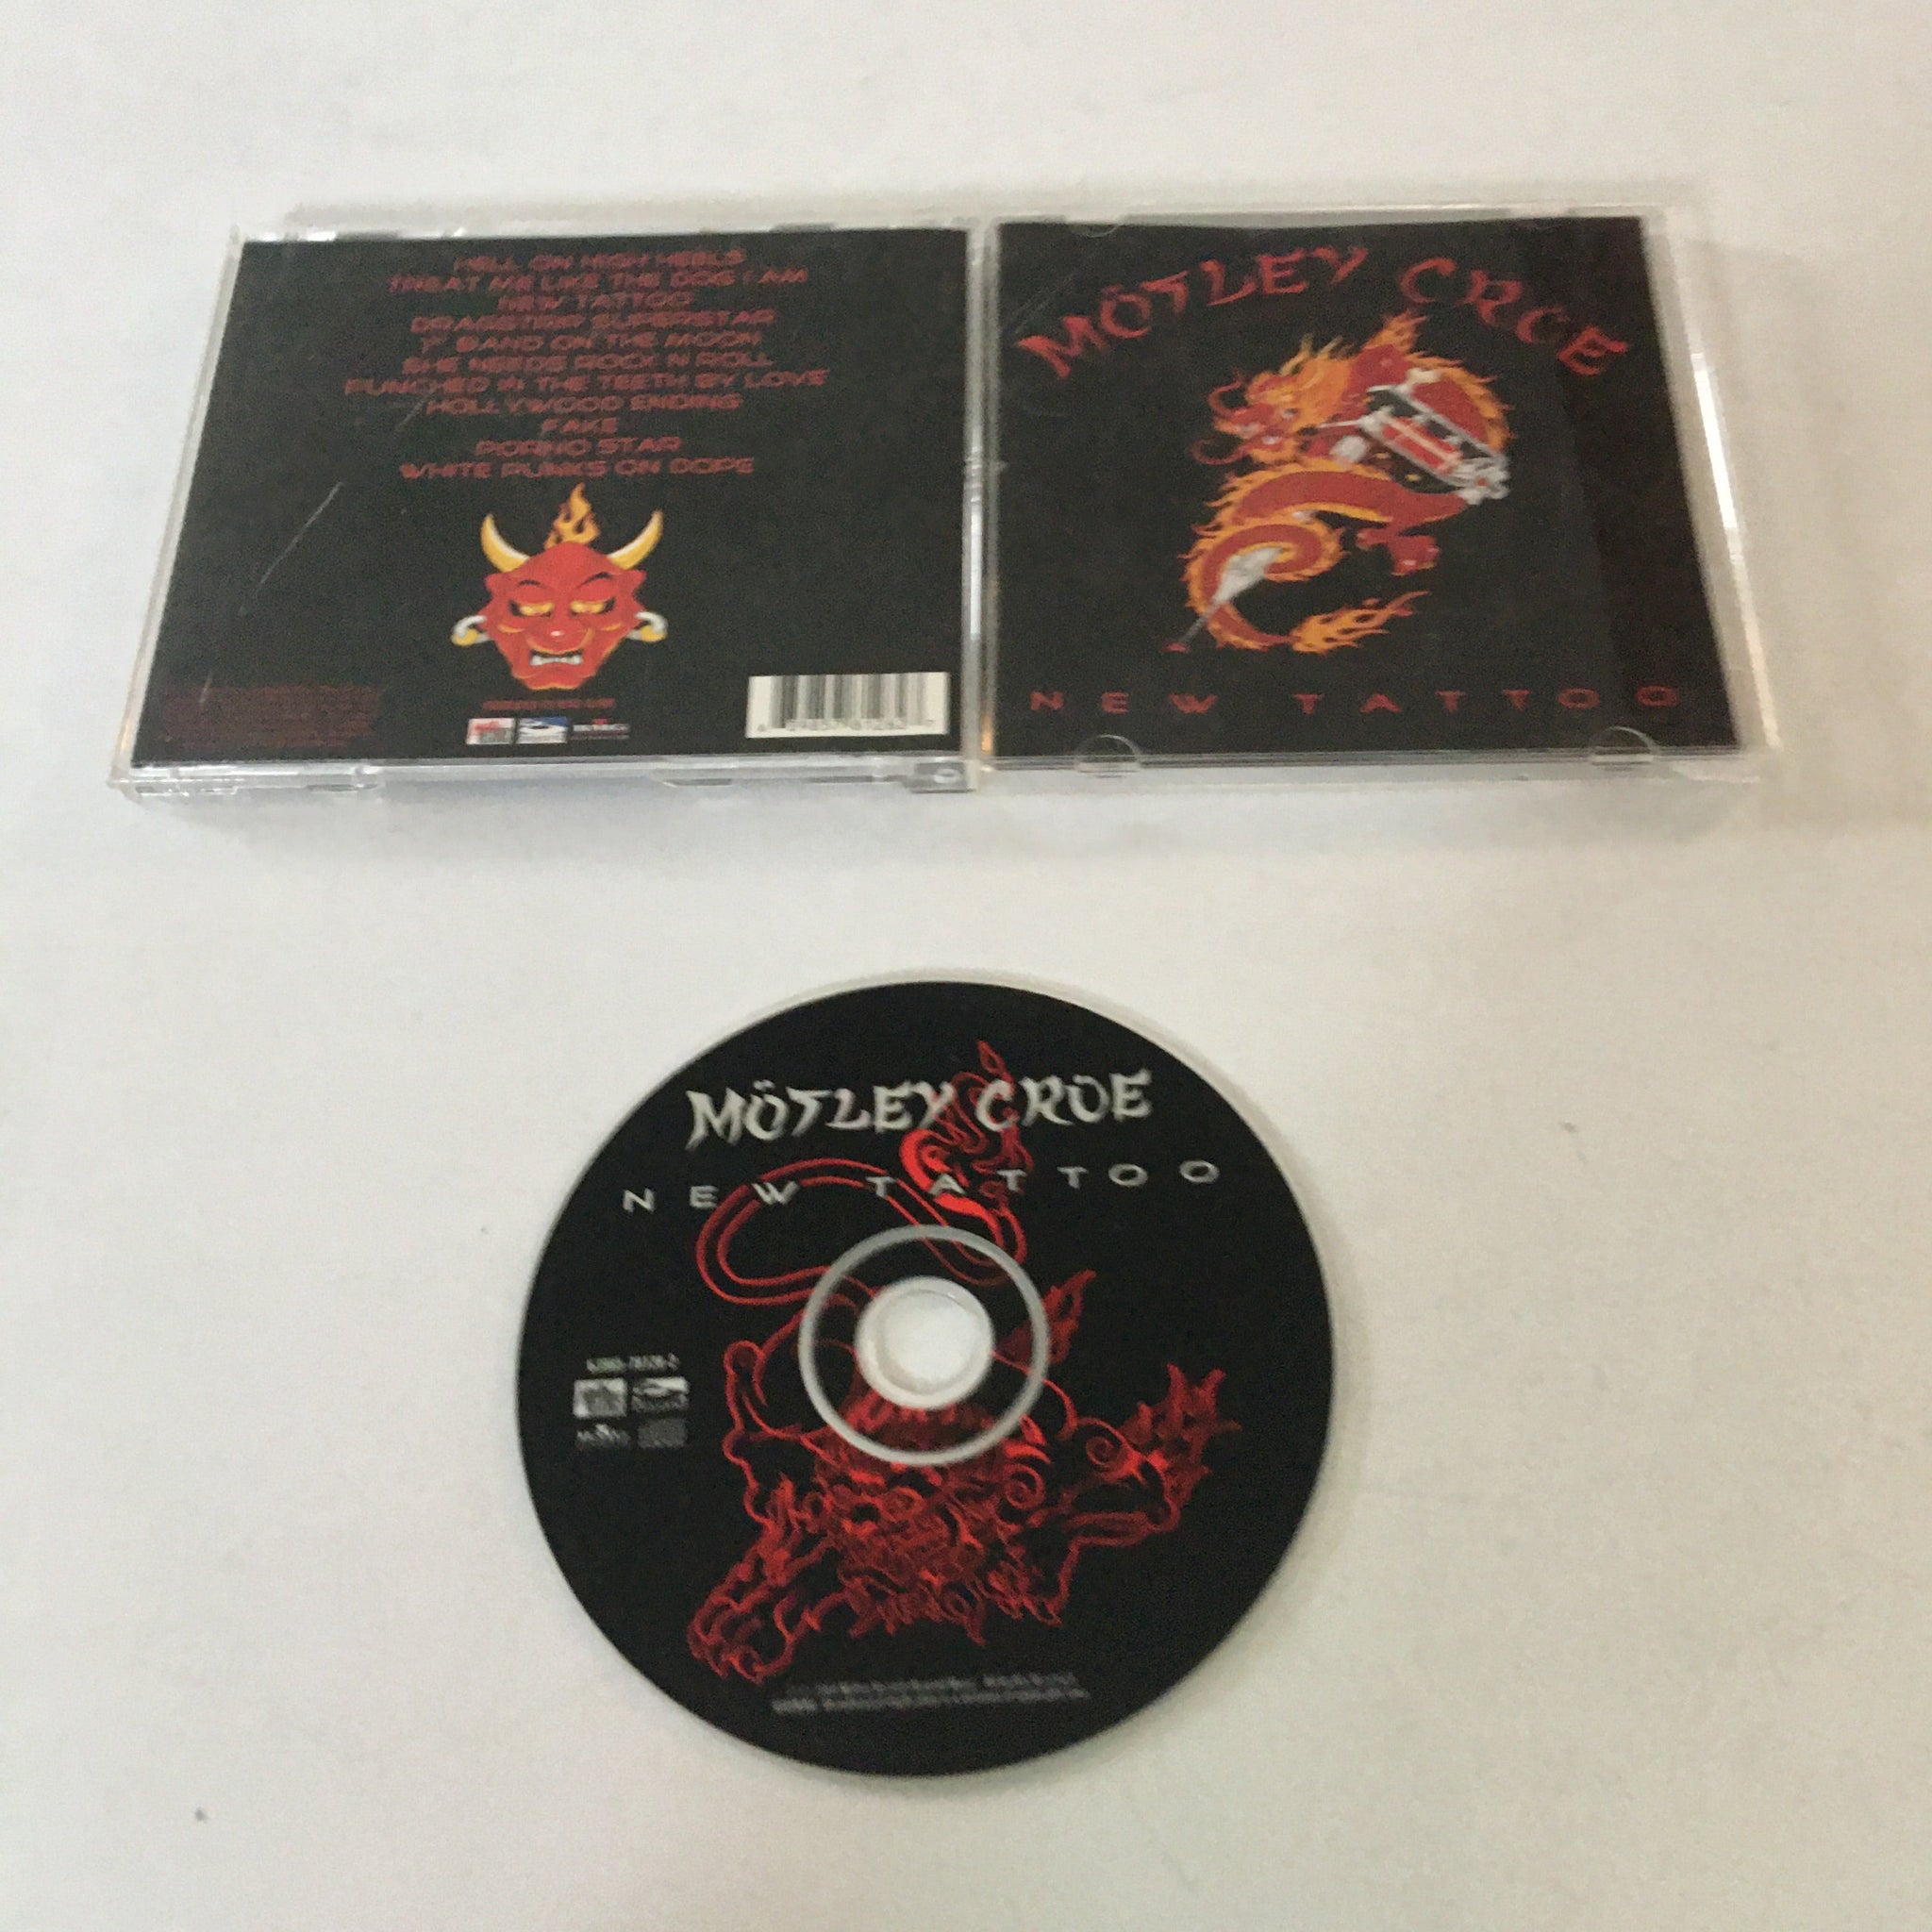 HELL ON HIGH HEELS
TREAT ME LIKE THE DOG I AM
NEW TATTOO
DRAGSTRIP SUPERSTAR
1ST BAND ON THE MOON
SHE NEEDS ROCK N ROLL
PUNCHED IN THE TEETH BY LOVE
HOLLYWOOD ENDING
FAKE
PORNO STAR
WHITE PUNKS ON DOPE
MÖTLEY CRÜE
NEW TATTOO
MÖTLEY CRÜE
NEW TATTOO